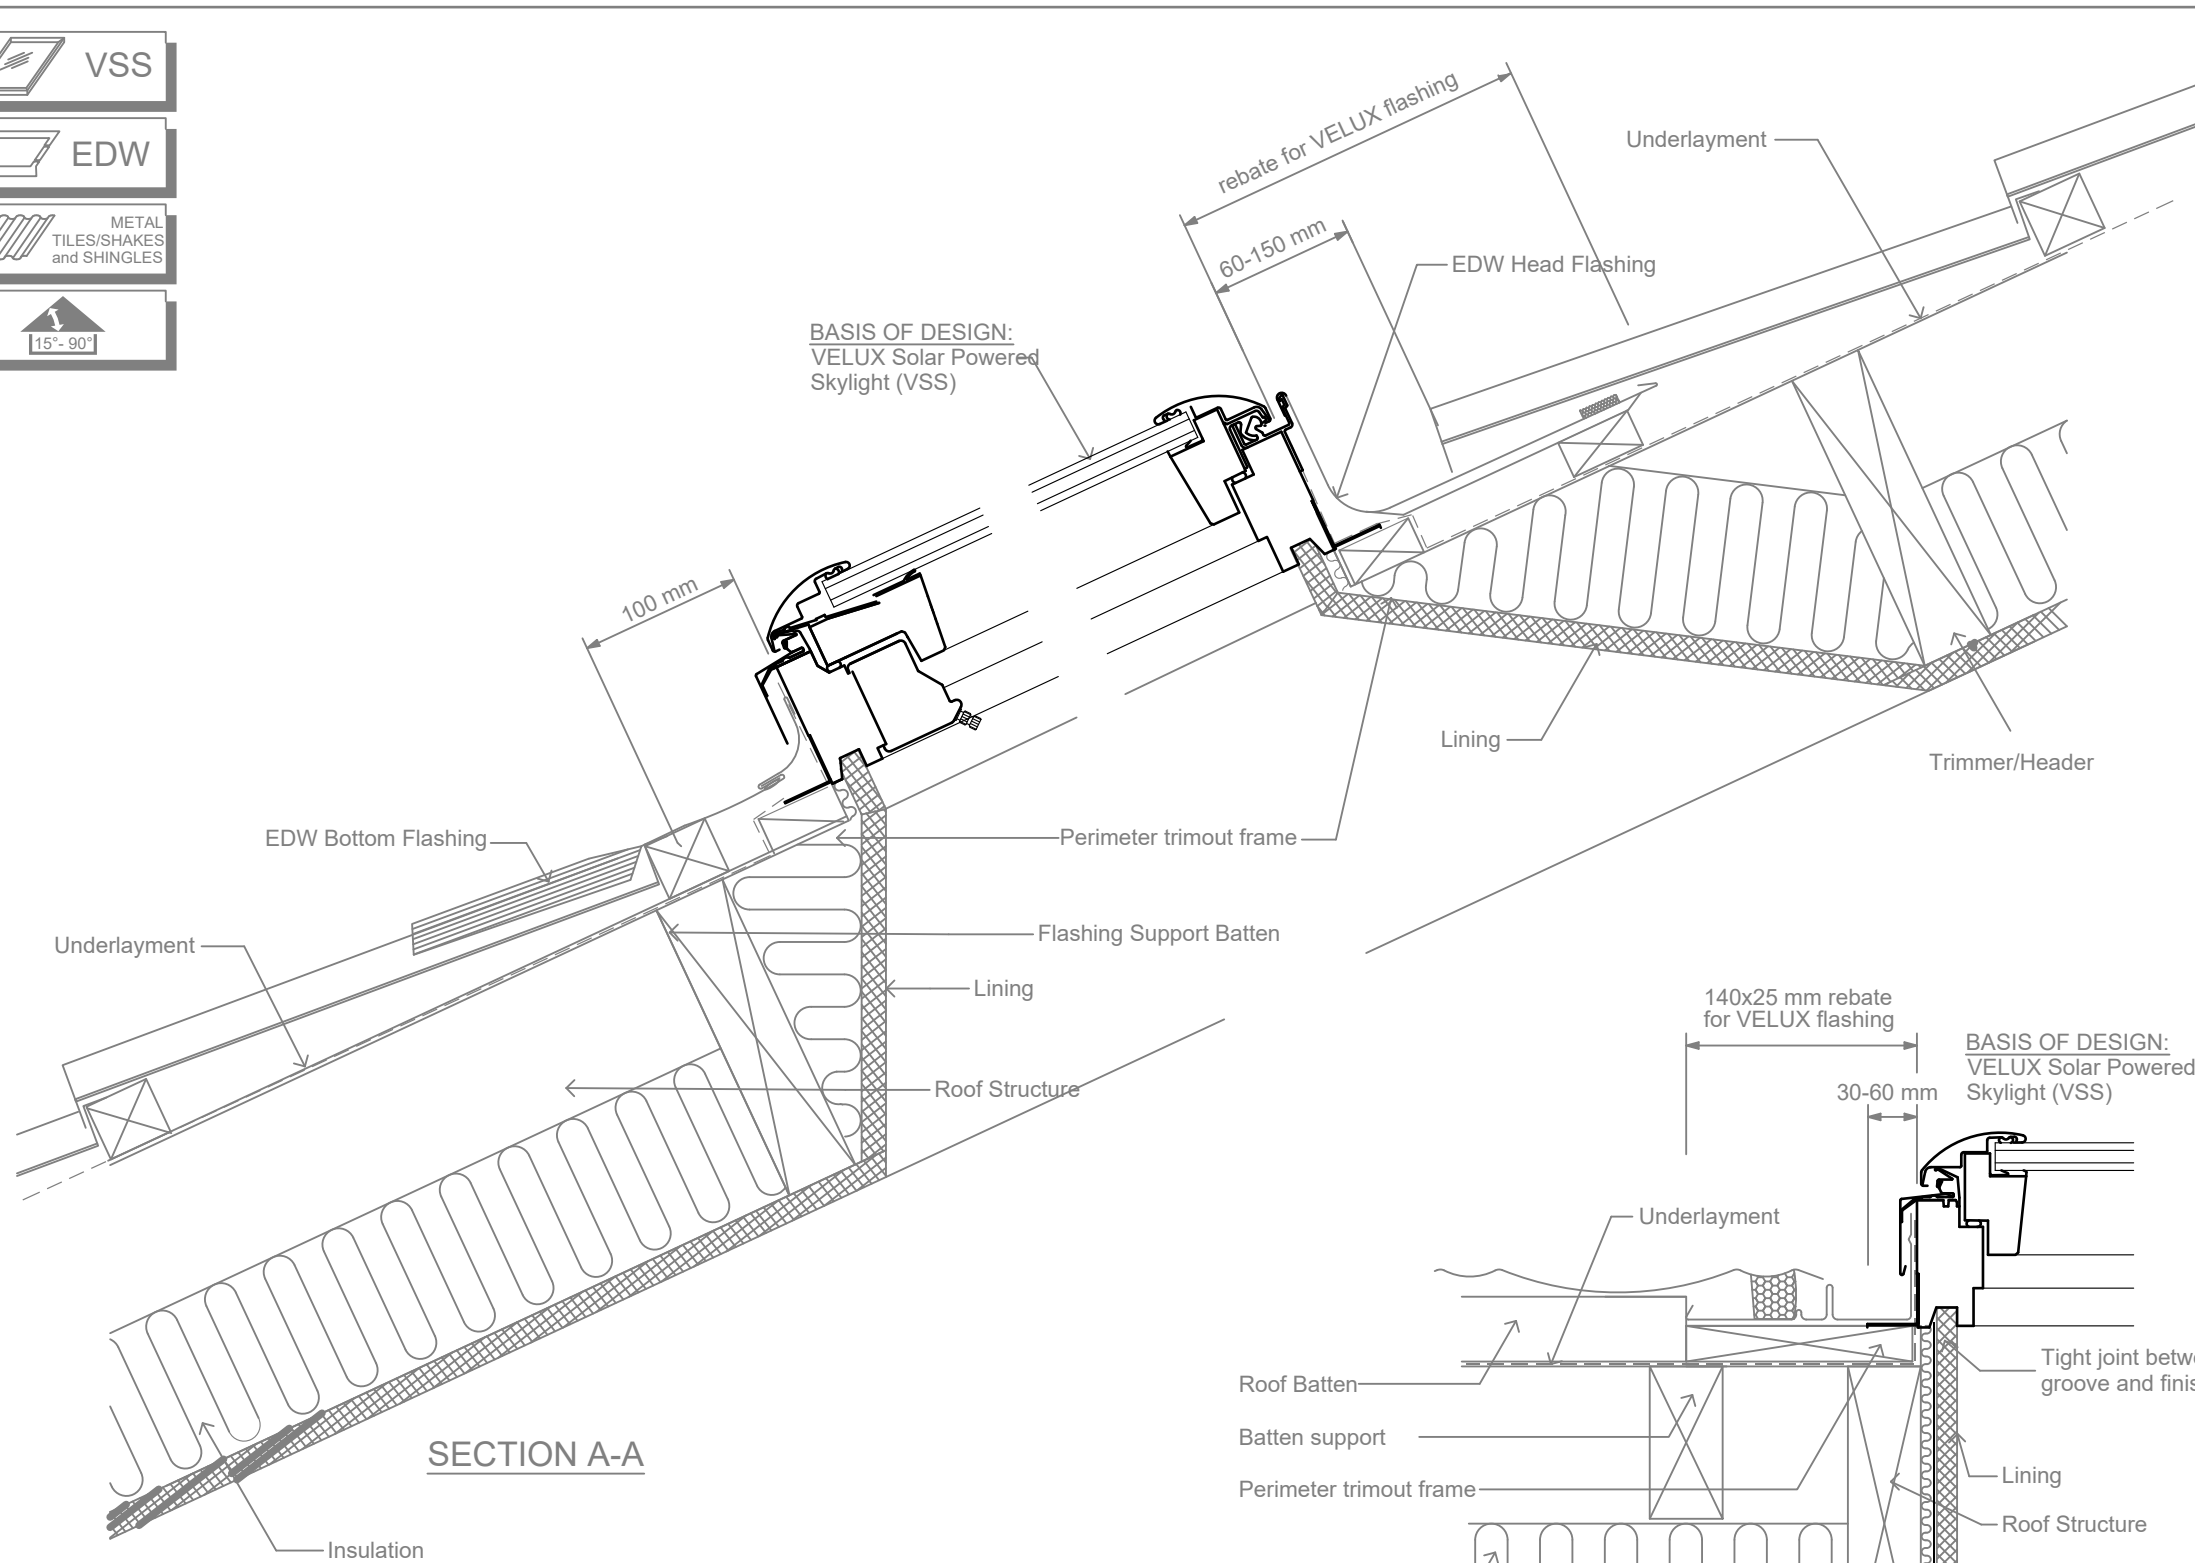 VSS
EDW
METAL
TILES/SHAKES
and SHINGLES
15°- 90°
rebate for VELUX flashing
60-150 mm
Underlayment
EDW Head Flashing
BASIS OF DESIGN:
VELUX Solar Powered
Skylight (VSS)
100 mm
Lining
Trimmer/Header
EDW Bottom Flashing
Perimeter trimout frame
Underlayment
Flashing Support Batten
Lining
Roof Structure
SECTION A-A
Insulation
140x25 mm rebate
for VELUX flashing
BASIS OF DESIGN:
VELUX Solar Powered
Skylight (VSS)
30-60 mm
Underlayment
Tight joint
groove and
Roof Batten
Batten support
Perimeter trimout frame
Lining
Roof Structure